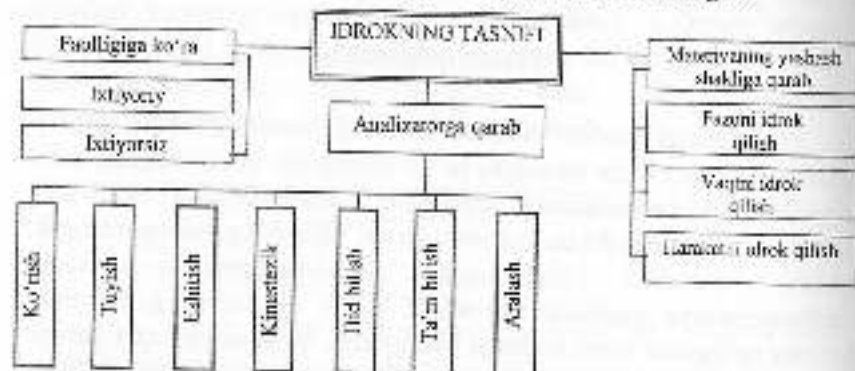 IDROKNING TASNIFI
Faolligiga ko‘ra
Ixtiyoriy
Ixtiyorsiz
Analizatorga qarab
Ko‘rish
Tuyish
Eshitish
Kinestezik
Hid bilish
Ta’m bilish
Aralash
Materiyaning yashash
shakliga qarab
Fazoni idrok
qilish
Vaqtni idrok
qilish
Harakatni idrok qilish